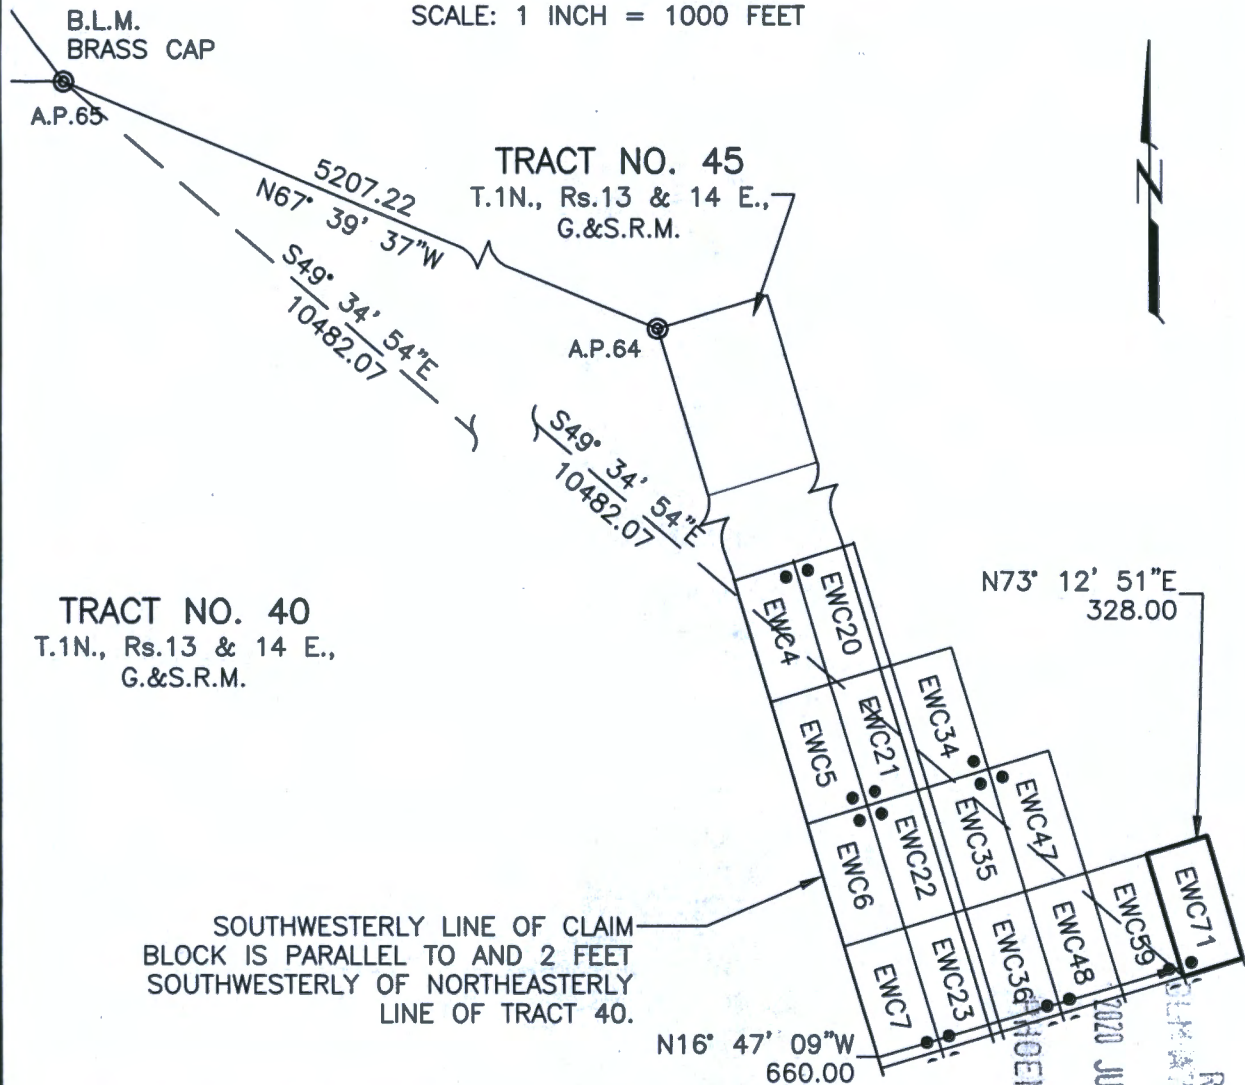 SCALE: 1 INCH = 1000 FEET
B.L.M.
BRASS CAP
A.P.65
5207.22
N67° 39' 37"W
TRACT NO. 45
T.1N., Rs.13 & 14 E.,
G.&S.R.M.
N
S49° 34' 54"E
10482.07
A.P.64
S49° 34' 54"E
10482.07
N73° 12' 51"E
328.00
TRACT NO. 40
T.1N., Rs.13 & 14 E.,
G.&S.R.M.
EWC4
EWC20
EWC5
EWC21
EWC34
EWC6
EWC22
EWC35
EWC47
EWC7
EWC23
EWC36
EWC48
EWC59
EWC71
SOUTHWESTERLY LINE OF CLAIM
BLOCK IS PARALLEL TO AND 2 FEET
SOUTHWESTERLY OF NORTHEASTERLY
LINE OF TRACT 40.
N16° 47' 09"W
660.00
2020